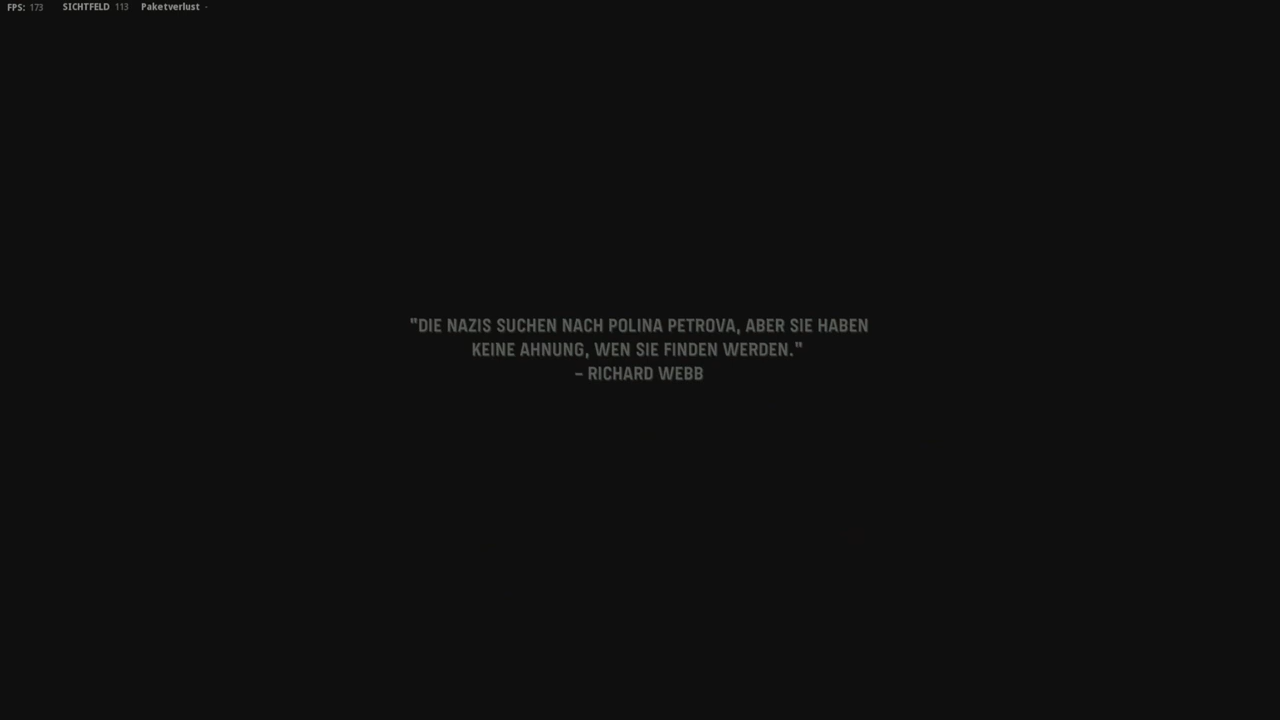 FPS: 173 SICHTFELD 113 Paketverlust -
"DIE NAZIS SUCHEN NACH POLINA PETROVA, ABER SIE HABEN
KEINE AHNUNG, WEN SIE FINDEN WERDEN."
– RICHARD WEBB